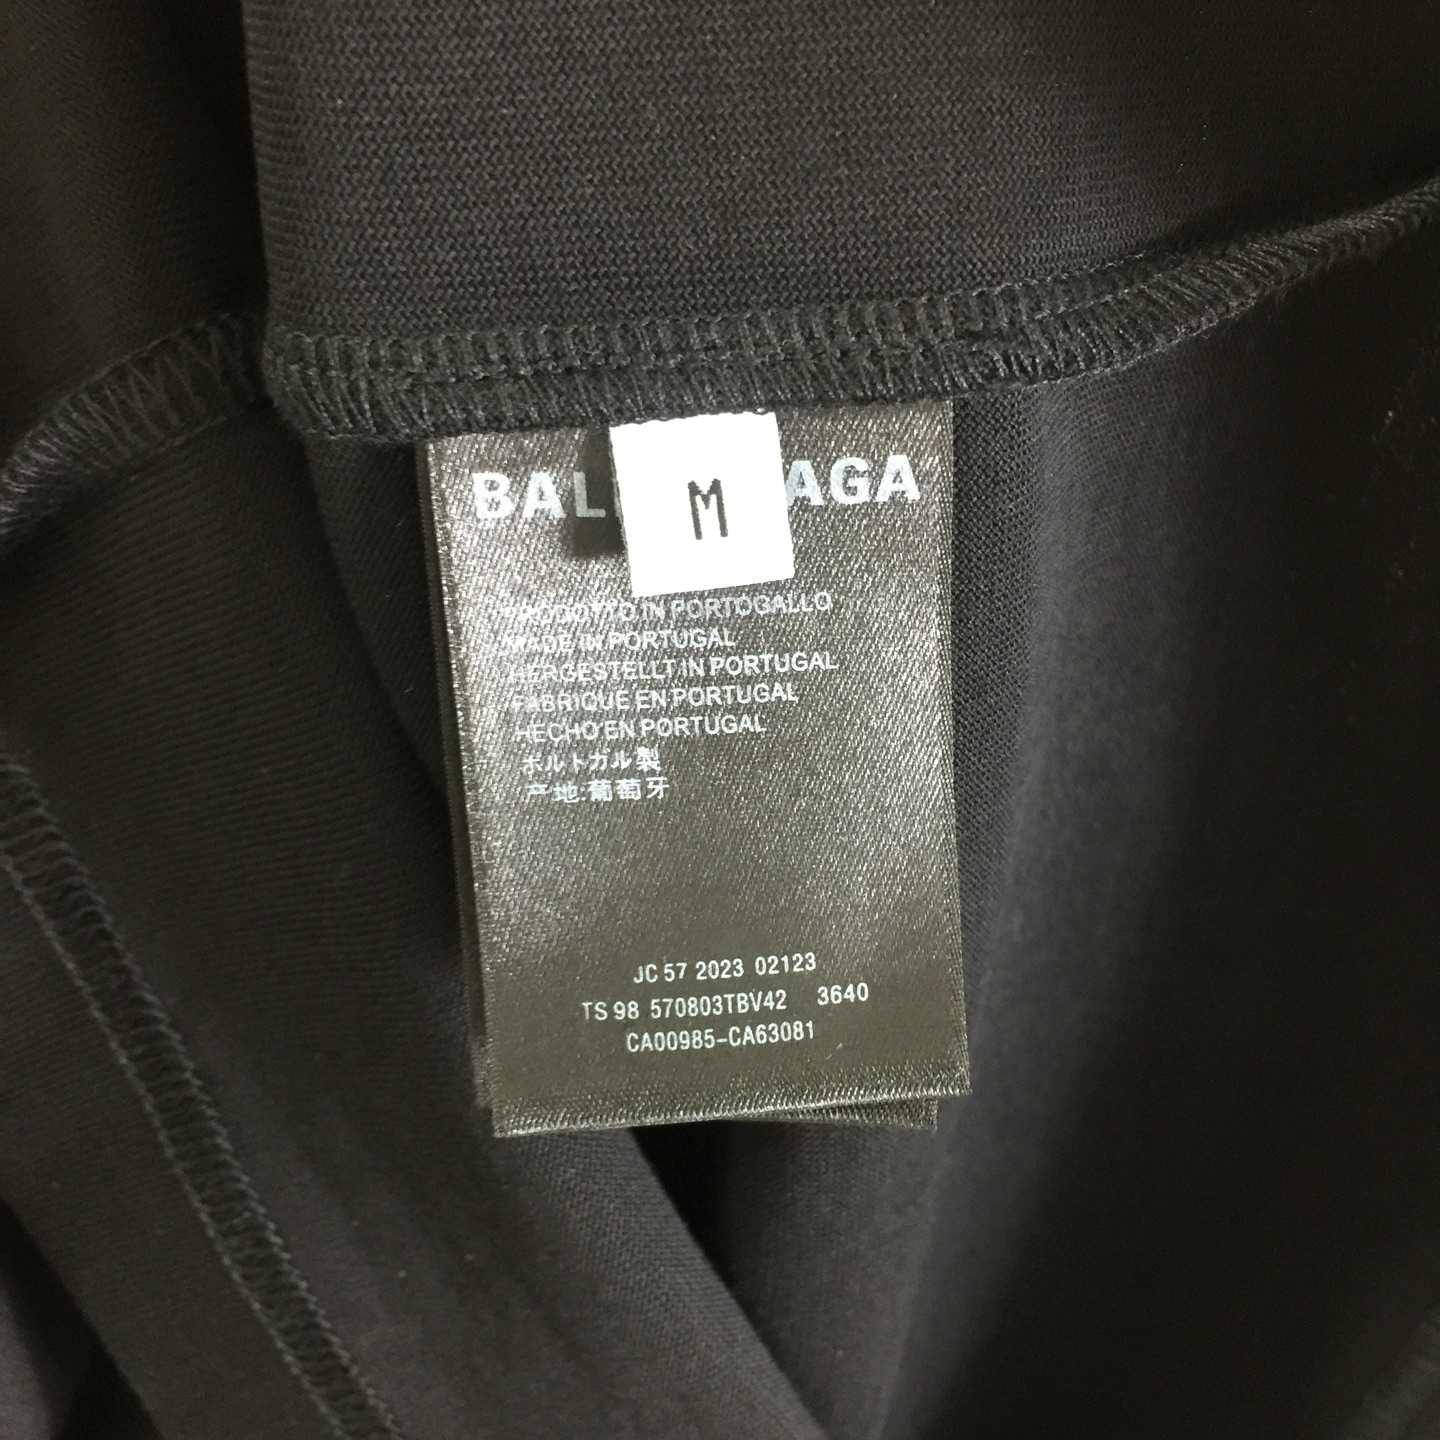 BAL AGA
M
PRODOTTO IN PORTOGALLO
MADE IN PORTUGAL
HERGESTELLT IN PORTUGAL
FABRIQUE EN PORTUGAL
HECHO EN PORTUGAL
ポルトガル製
产地:葡萄牙
JC 57 2023 02123
TS 98 570803TBV42 3640
CA00985-CA63081